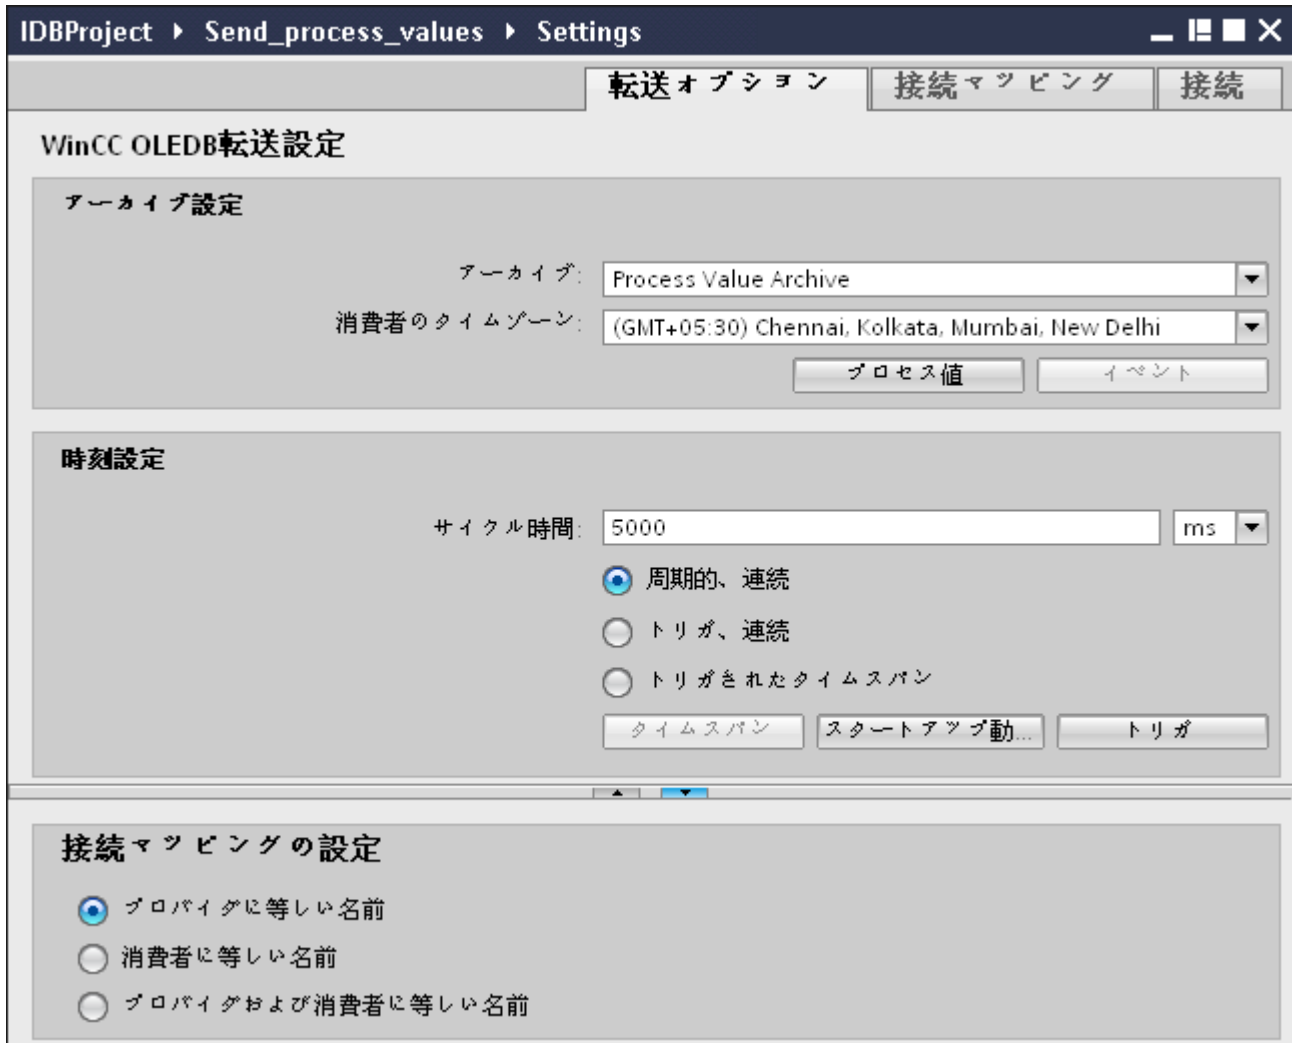 IDBProject ▸ Send_process_values ▸ Settings
転送オプション 接続マッピング 接続
WinCC OLEDB転送設定
アーカイブ設定
アーカイブ: Process Value Archive
消費者のタイムゾーン: (GMT+05:30) Chennai, Kolkata, Mumbai, New Delhi
プロセス値 イベント
時刻設定
サイクル時間: 5000 ms
周期的、連続
トリガ、連続
トリガされたタイムスパン
タイムスパン スタートアップ動... トリガ
接続マッピングの設定
プロバイダに等しい名前
消費者に等しい名前
プロバイダおよび消費者に等しい名前